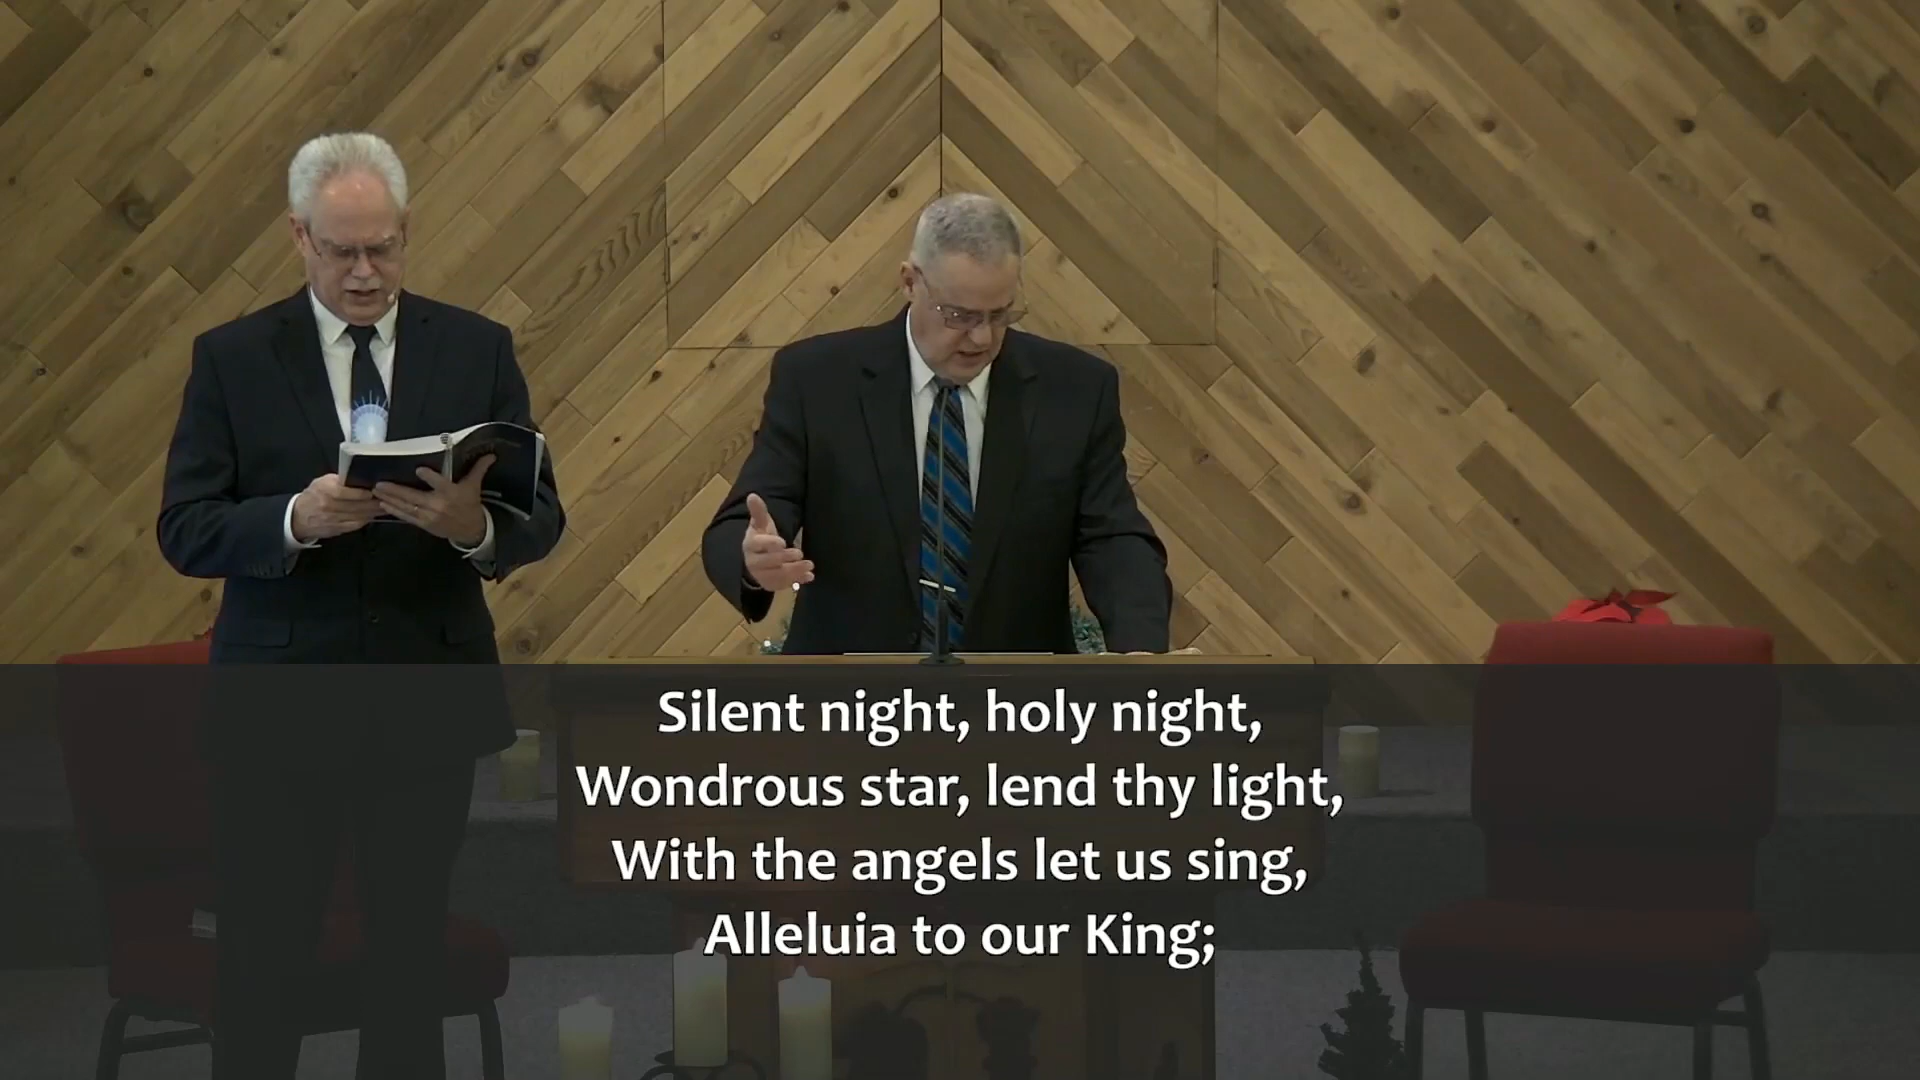 Silent night, holy night,
Wondrous star, lend thy light,
With the angels let us sing,
Alleluia to our King;